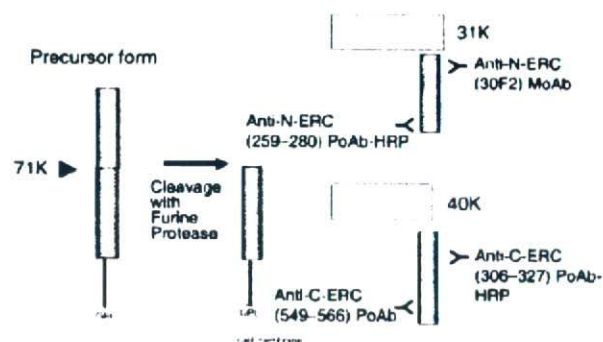 Precursor form
71K
Cleavage
with
Furine
Protease
31K
Anti-N-ERC
(30F2) MoAb
Anti-N-ERC
(259–280) PoAb-HRP
40K
Anti-C-ERC
(306–327) PoAb-
HRP
Anti-C-ERC
(549–566) PoAb